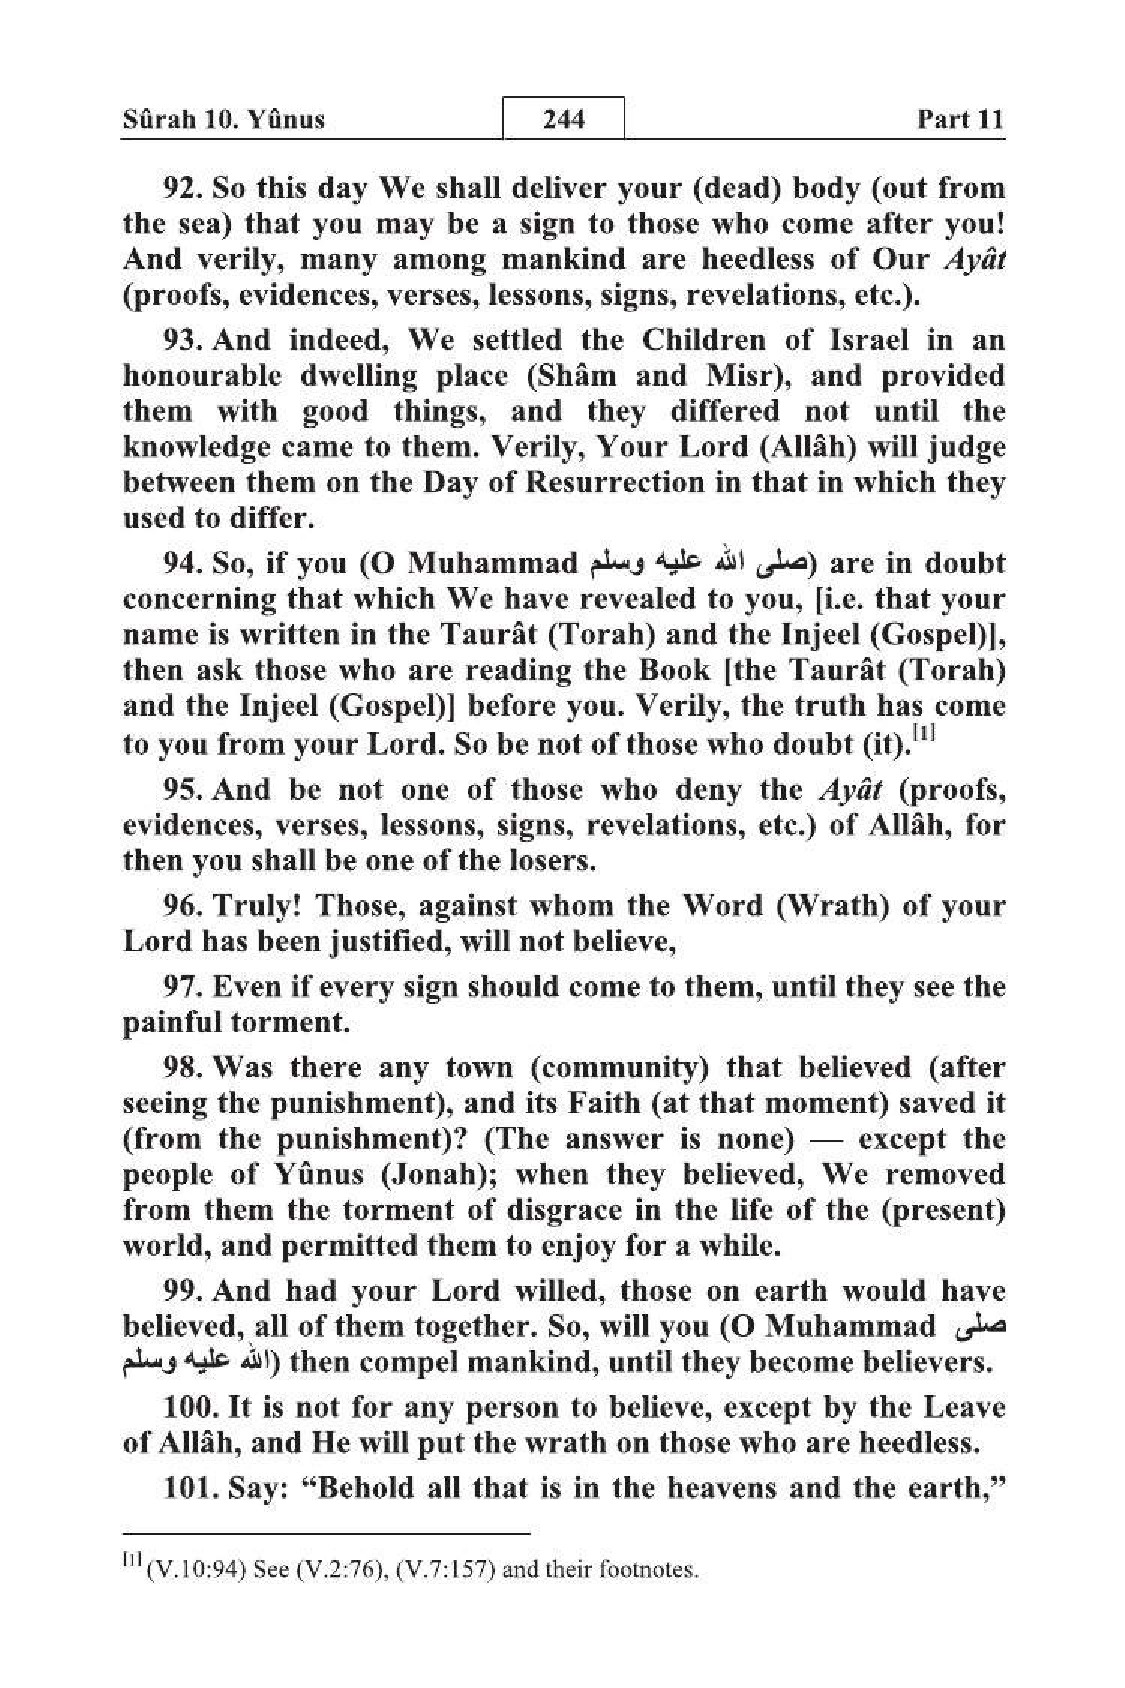 Sûrah 10. Yûnus 244 Part 11
92. So this day We shall deliver your (dead) body (out from
the sea) that you may be a sign to those who come after you!
And verily, many among mankind are heedless of Our Ayât
(proofs, evidences, verses, lessons, signs, revelations, etc.).
93. And indeed, We settled the Children of Israel in an
honourable dwelling place (Shâm and Misr), and provided
them with good things, and they differed not until the
knowledge came to them. Verily, Your Lord (Allâh) will judge
between them on the Day of Resurrection in that in which they
used to differ.
94. So, if you (O Muhammad صلى الله عليه وسلم) are in doubt
concerning that which We have revealed to you, [i.e. that your
name is written in the Taurât (Torah) and the Injeel (Gospel)],
then ask those who are reading the Book [the Taurât (Torah)
and the Injeel (Gospel)] before you. Verily, the truth has come
to you from your Lord. So be not of those who doubt (it).[1]
95. And be not one of those who deny the Ayât (proofs,
evidences, verses, lessons, signs, revelations, etc.) of Allâh, for
then you shall be one of the losers.
96. Truly! Those, against whom the Word (Wrath) of your
Lord has been justified, will not believe,
97. Even if every sign should come to them, until they see the
painful torment.
98. Was there any town (community) that believed (after
seeing the punishment), and its Faith (at that moment) saved it
(from the punishment)? (The answer is none) — except the
people of Yûnus (Jonah); when they believed, We removed
from them the torment of disgrace in the life of the (present)
world, and permitted them to enjoy for a while.
99. And had your Lord willed, those on earth would have
believed, all of them together. So, will you (O Muhammad صلى
الله عليه وسلم) then compel mankind, until they become believers.
100. It is not for any person to believe, except by the Leave
of Allâh, and He will put the wrath on those who are heedless.
101. Say: “Behold all that is in the heavens and the earth,”
[1] (V.10:94) See (V.2:76), (V.7:157) and their footnotes.